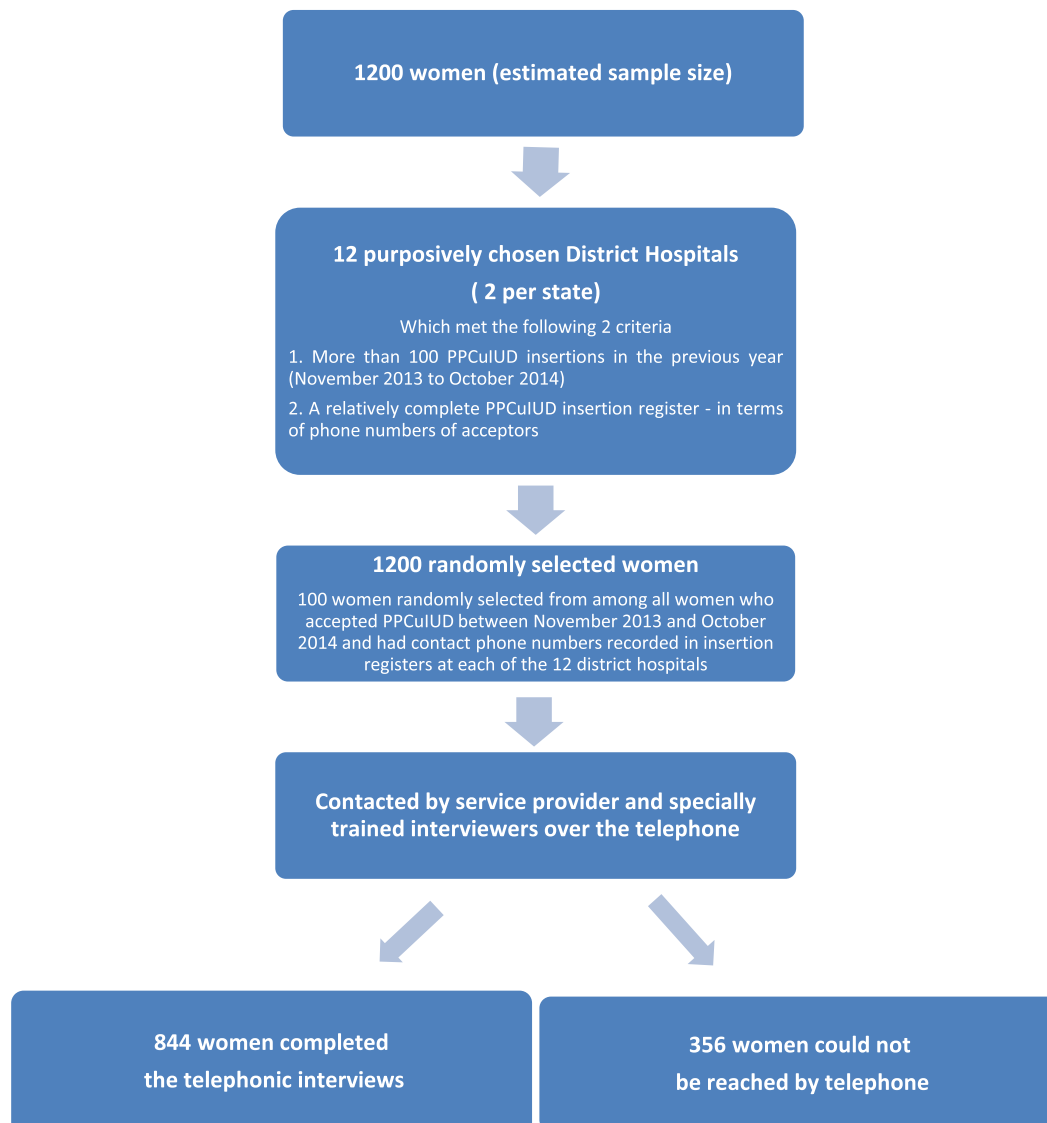 1200 women (estimated sample size)
12 purposively chosen District Hospitals
( 2 per state)
Which met the following 2 criteria
1. More than 100 PPCuIUD insertions in the previous year
(November 2013 to October 2014)
2. A relatively complete PPCuIUD insertion register - in terms
of phone numbers of acceptors
1200 randomly selected women
100 women randomly selected from among all women who
accepted PPCuIUD between November 2013 and October
2014 and had contact phone numbers recorded in insertion
registers at each of the 12 district hospitals
Contacted by service provider and specially
trained interviewers over the telephone
844 women completed
the telephonic interviews
356 women could not
be reached by telephone